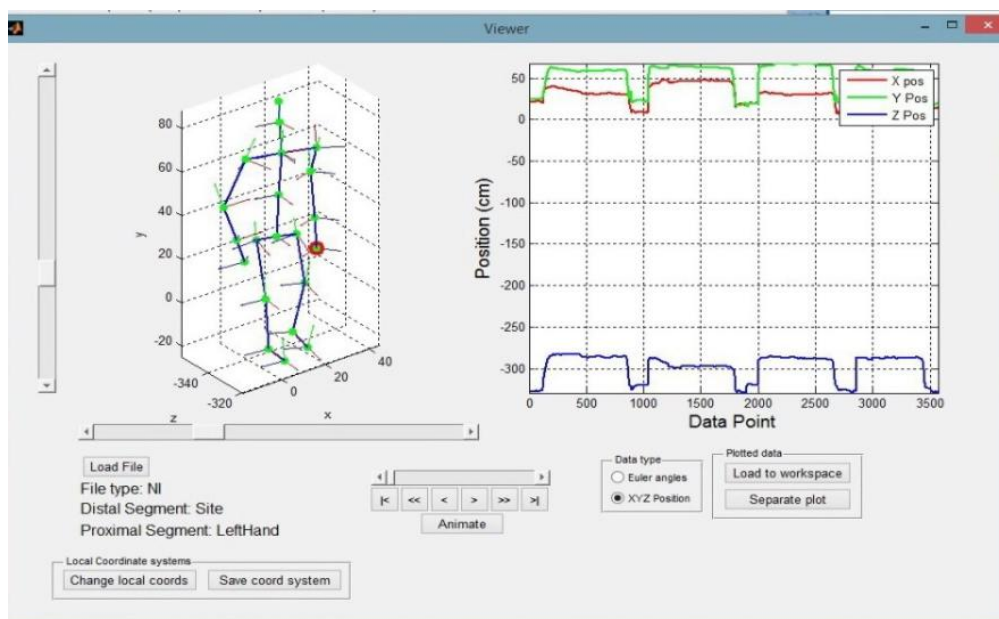 Viewer
80
60
40
20
0
-20
y
-340
-320
z
0
20
40
x
50
0
-50
-100
-150
-200
-250
-300
Position (cm)
X pos
Y Pos
Z Pos
0 500 1000 1500 2000 2500 3000 3500
Data Point
Load File
File type: NI
Distal Segment: Site
Proximal Segment: LeftHand
|< << < > >> >|
Animate
Data type
Euler angles
XYZ Position
Plotted data
Load to workspace
Separate plot
Local Coordinate systems
Change local coords Save coord system